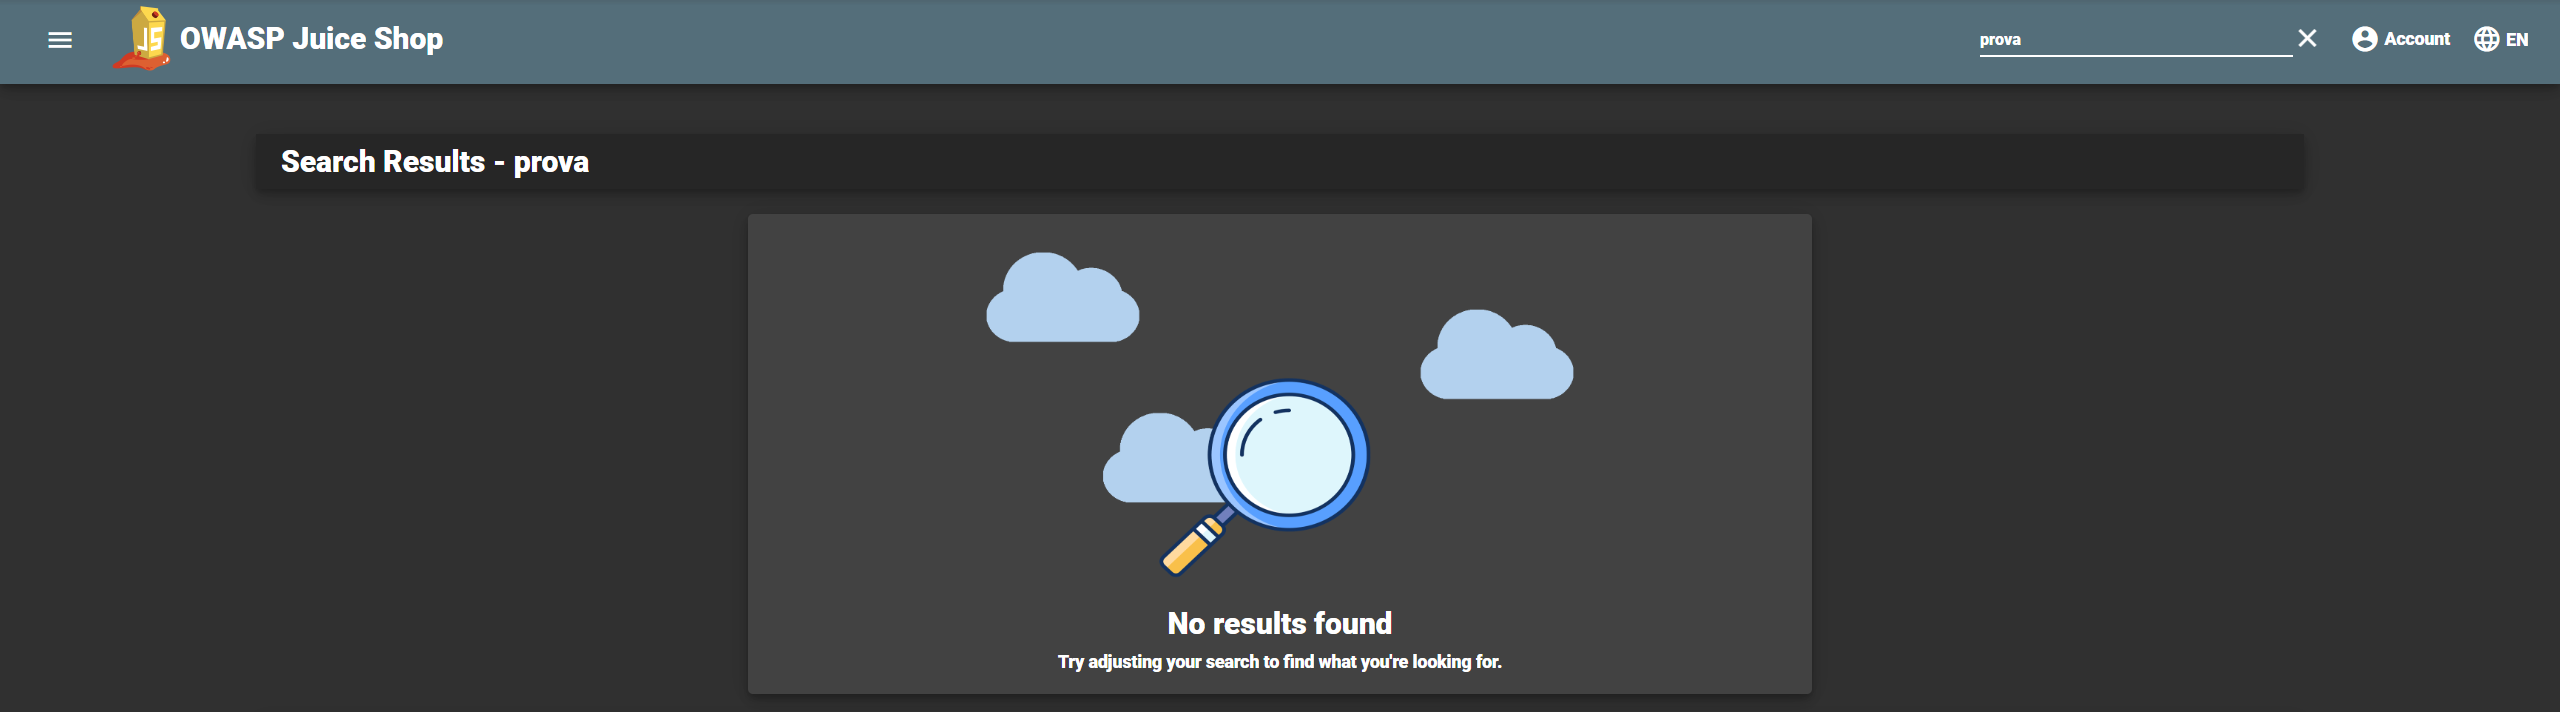 OWASP Juice Shop
prova
Account
EN
Search Results - prova
No results found
Try adjusting your search to find what you're looking for.